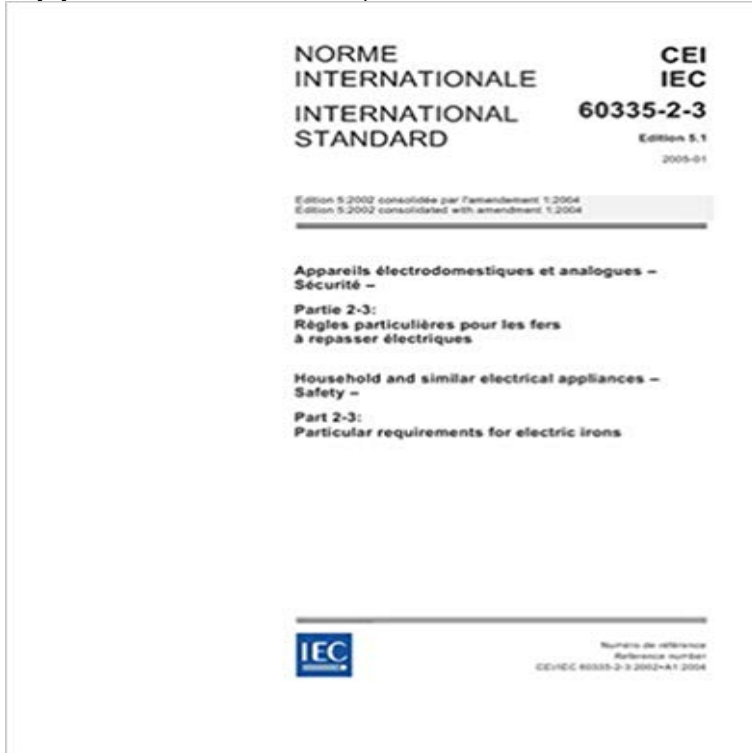 NORME
INTERNATIONALE
INTERNATIONAL
STANDARD
CEI
IEC
60335-2-3
Edition 5.1
2005-01
Edition 5:2002 consolidée par l'amendement 1:2004
Edition 5:2002 consolidated with amendment 1:2004
Appareils électrodomestiques et analogues –
Sécurité –
Partie 2-3:
Règles particulières pour les fers
à repasser électriques
Household and similar electrical appliances –
Safety –
Part 2-3:
Particular requirements for electric irons
IEC
Numéro de référence
Reference number
CEI/IEC 60335-2-3:2002+A1:2004